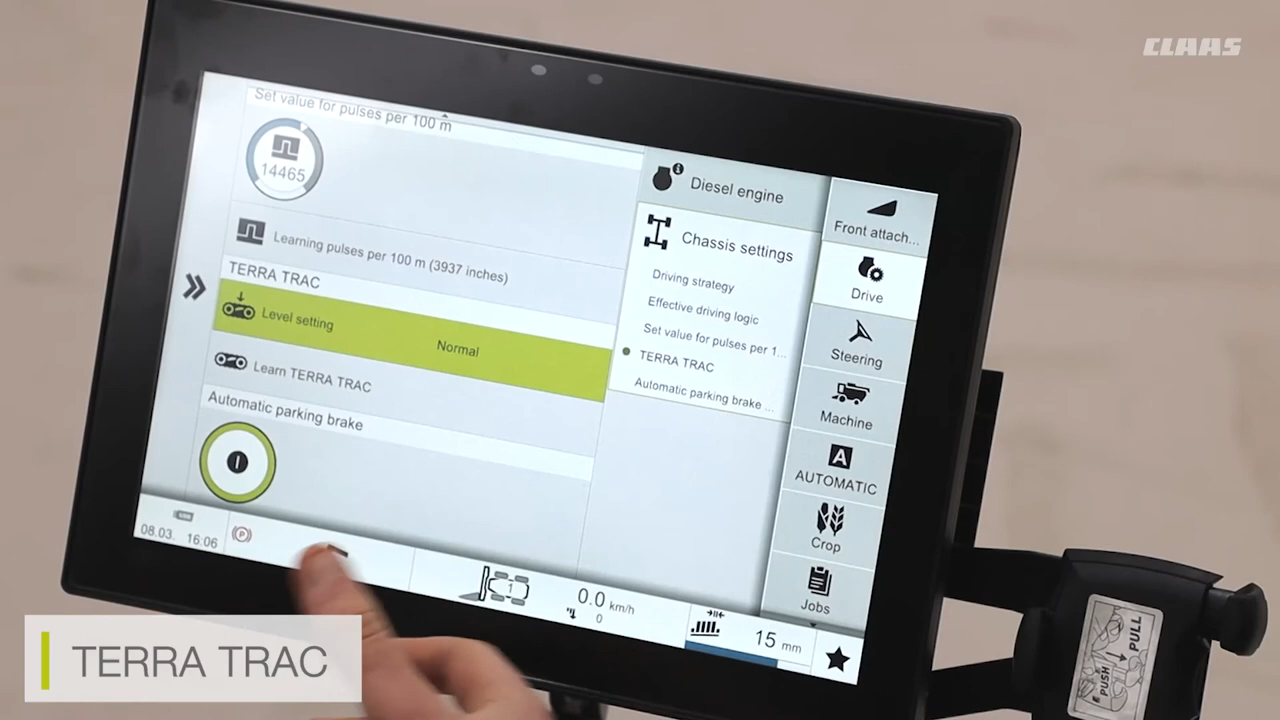 CLAAS
Set value for pulses per 100 m
14465
Learning pulses per 100 m (3937 inches)
TERRA TRAC
Level setting
Normal
Learn TERRA TRAC
Automatic parking brake
Diesel engine
Chassis settings
Driving strategy
Effective driving logic
Set value for pulses per 1...
TERRA TRAC
Automatic parking brake ...
Front attach...
Drive
Steering
Machine
A
AUTOMATIC
Crop
Jobs
08.03. 16:06
P
1
0.0 km/h
0
15 mm
PUSH
PULL
TERRA TRAC